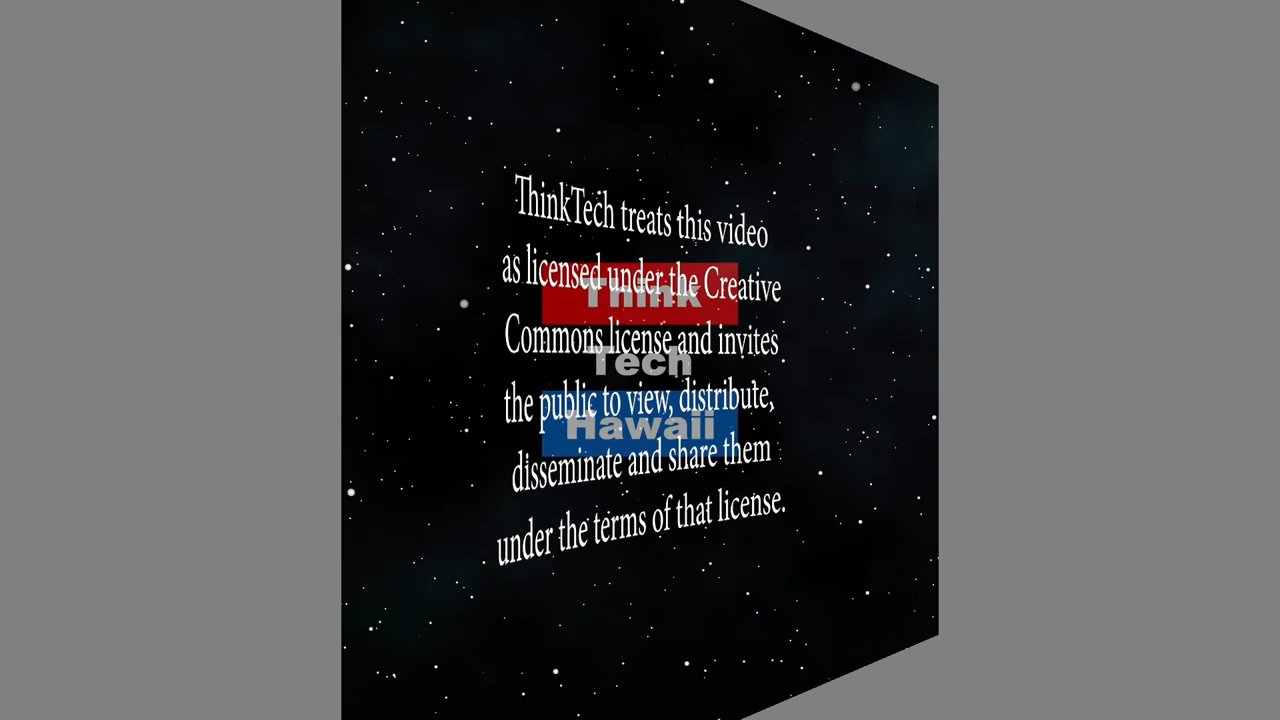 ThinkTech treats this video
as licensed under the Creative
Think
Commons license and invites
Tech
the public to view, distribute,
Hawaii
disseminate and share them
under the terms of that license.